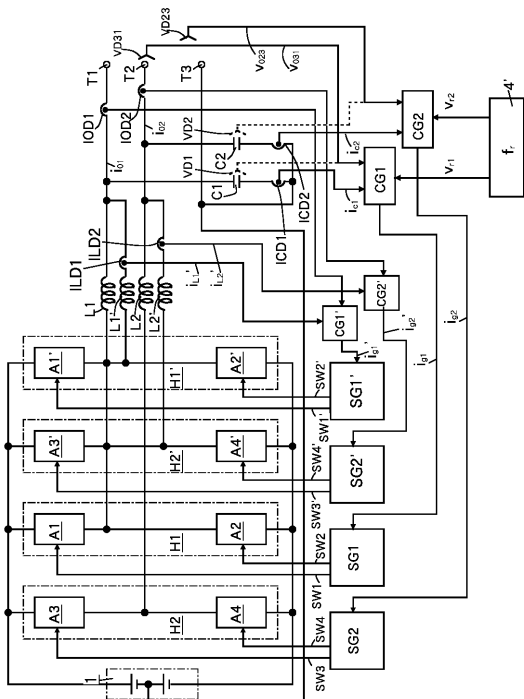 VD23
VD31
T1
T2
T3
V023
V031
IOD1
IOD2
i01
i02
VD2
C2
VD1
C1
ICD2
ICD1
ic2
ic1
CG2
CG1
Vr2
Vr1
4'
fr
ILD2
ILD1
L1
L1'
L2
L2'
iL1'
iL2'
CG1'
CG2'
ig1'
ig2'
ig1
ig2
A1'
A2'
H1'
SW2'
SW1'
SG1'
A3'
A4'
H2'
SW4'
SW3'
SG2'
A1
A2
H1
SW2
SW1
SG1
A3
A4
H2
SW4
SW3
SG2
1